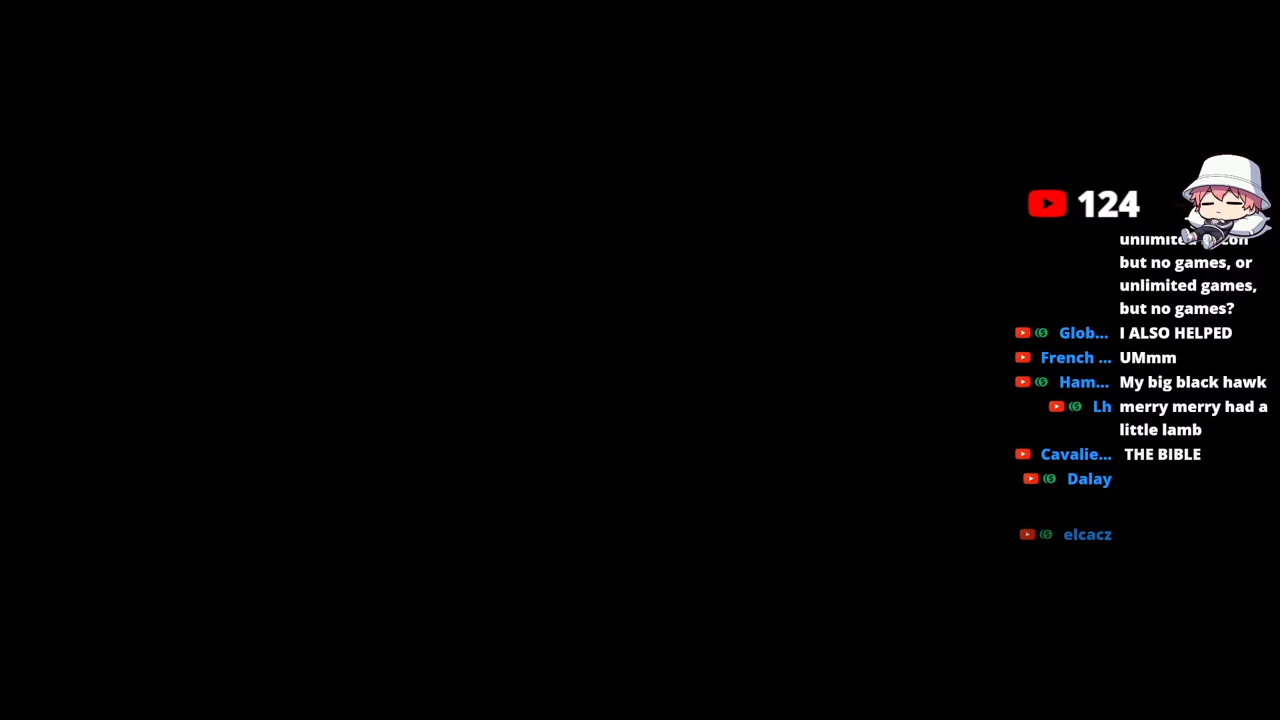 124
unlimited
but no games, or
unlimited games,
but no games?
Glob... I ALSO HELPED
French ... UMmm
Ham... My big black hawk
Lh merry merry had a
little lamb
Cavalie... THE BIBLE
Dalay
elcacz